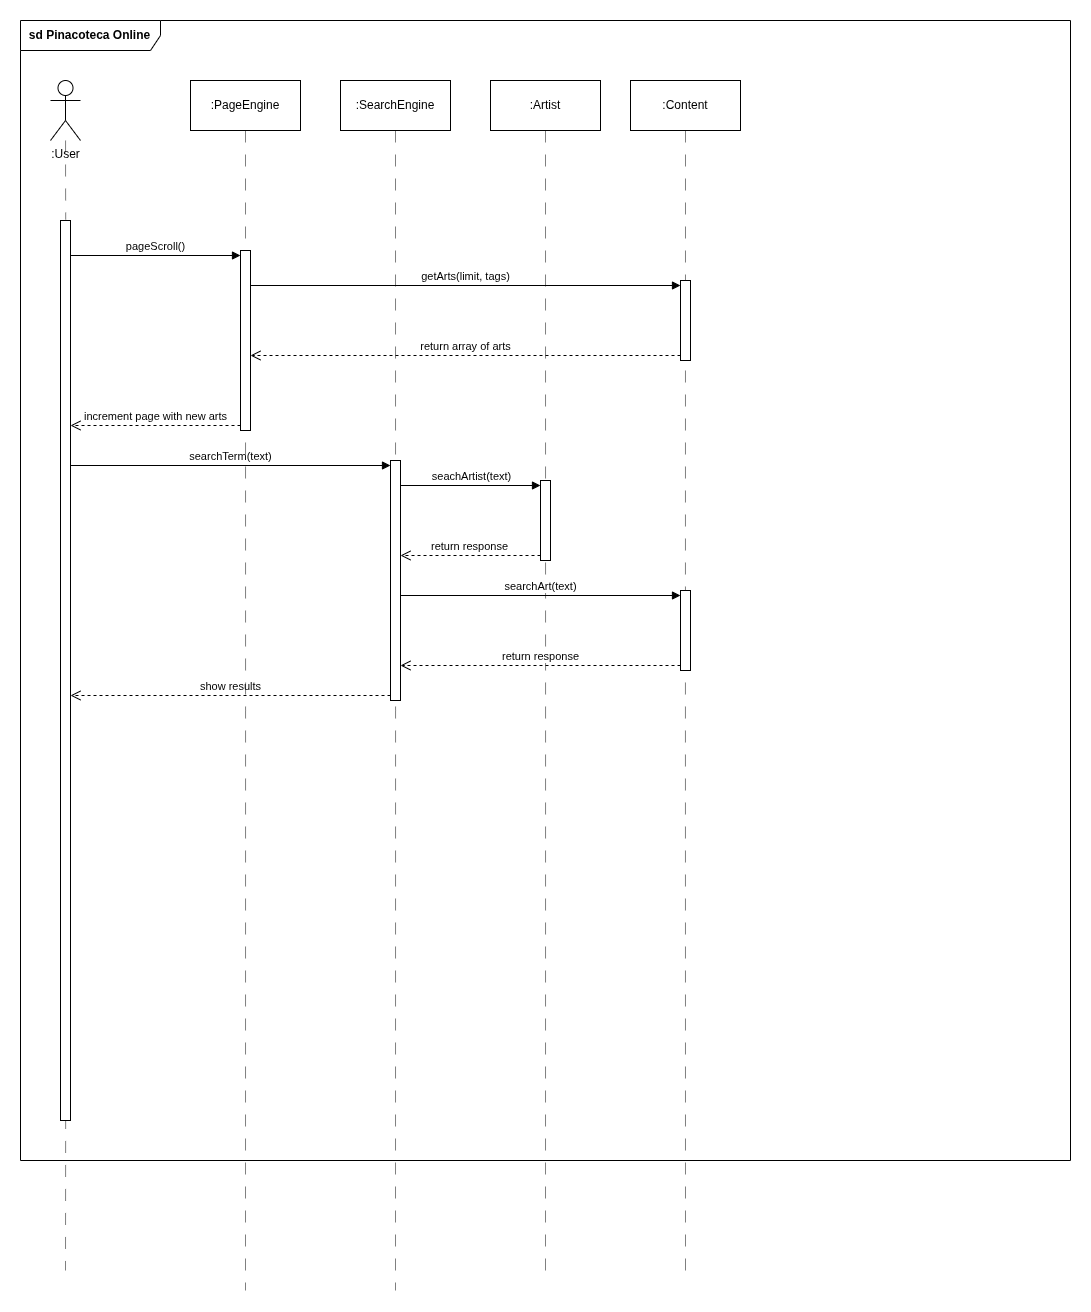 sd Pinacoteca Online
:User
:PageEngine
:SearchEngine
:Artist
:Content
pageScroll()
getArts(limit, tags)
return array of arts
increment page with new arts
searchTerm(text)
seachArtist(text)
return response
searchArt(text)
return response
show results